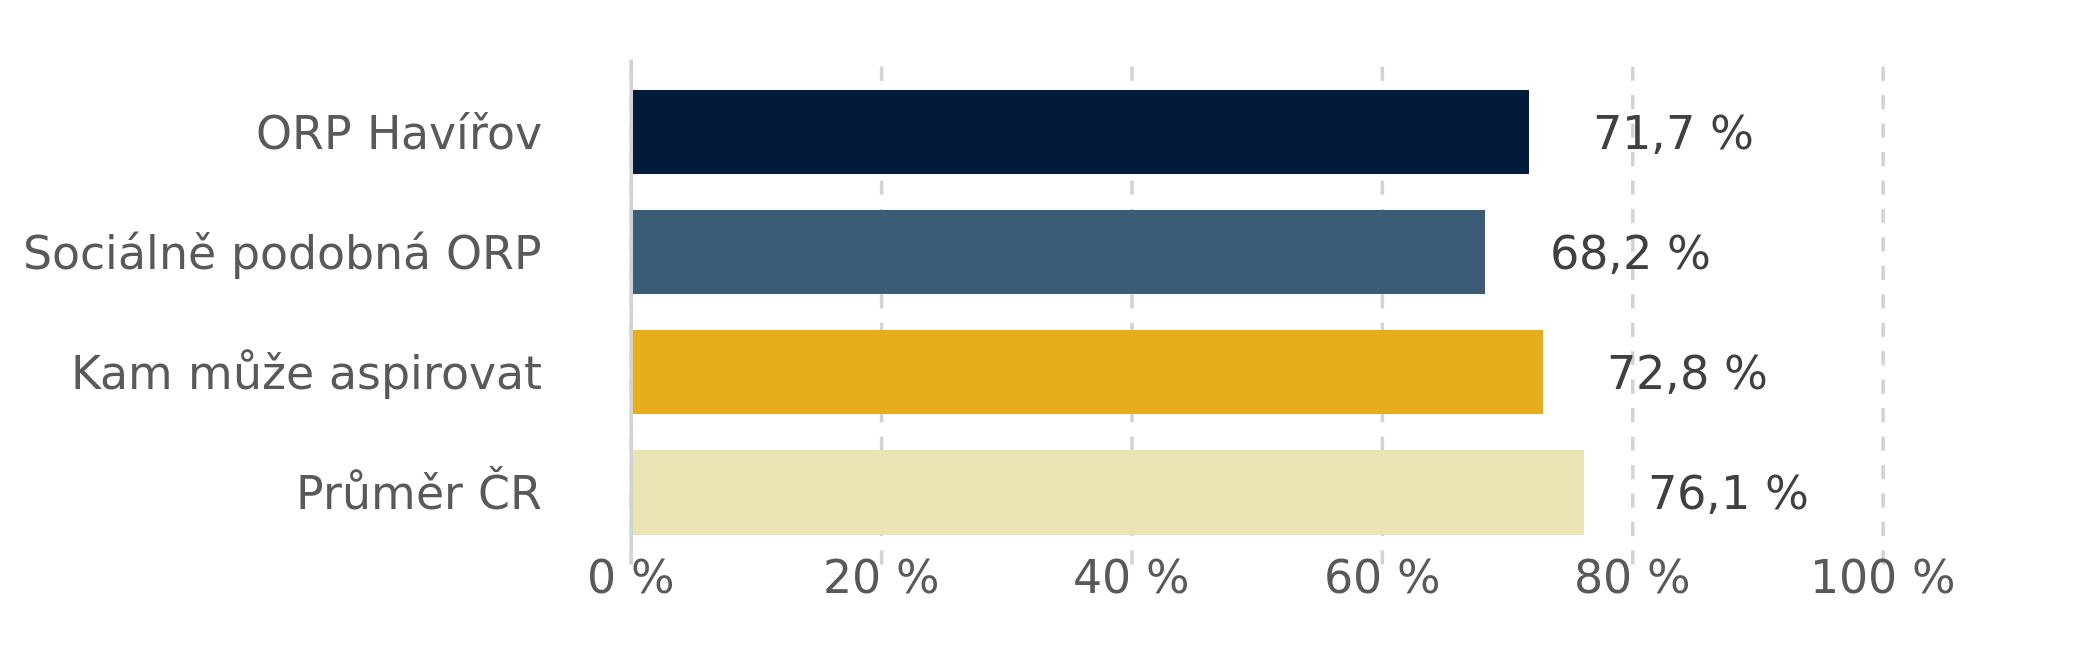 ORP Havířov 71,7 %
Sociálně podobná ORP 68,2 %
Kam může aspirovat 72,8 %
Průměr ČR 76,1 %
0 % 20 % 40 % 60 % 80 % 100 %